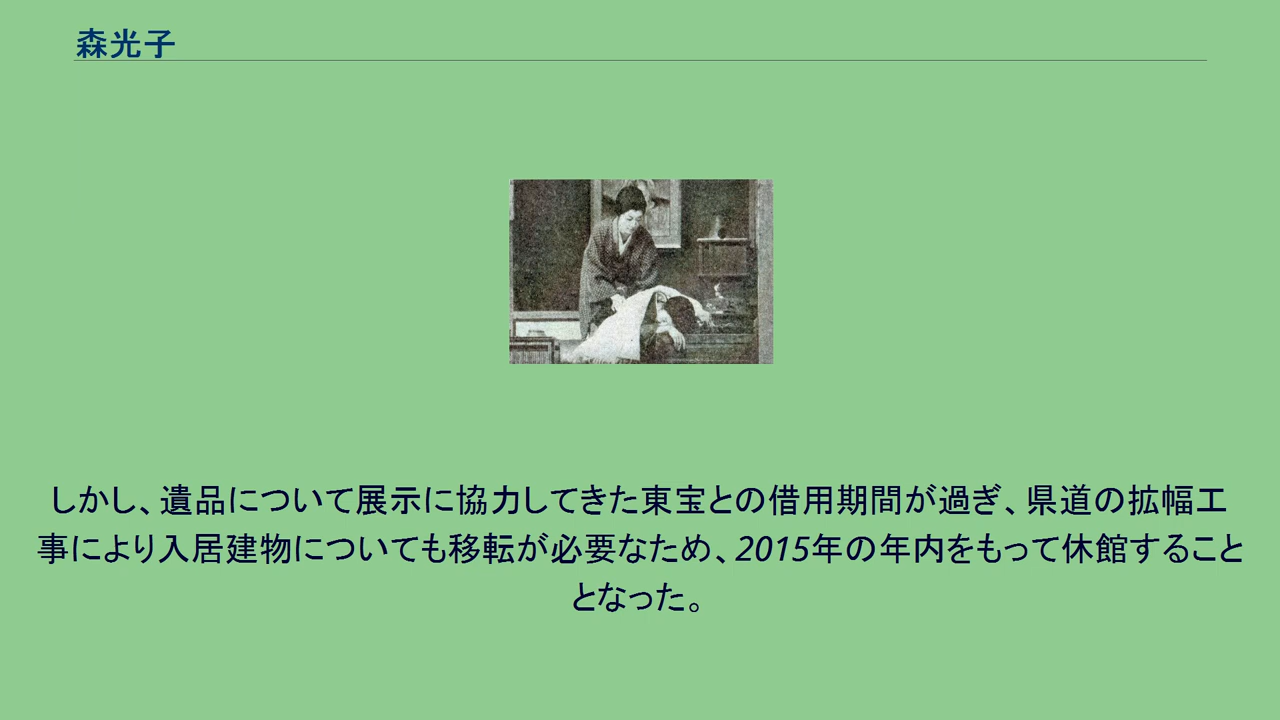 森光子
しかし、遺品について展示に協力してきた東宝との借用期間が過ぎ、県道の拡幅工
事により入居建物についても移転が必要なため、2015年の年内をもって休館すること
となった。